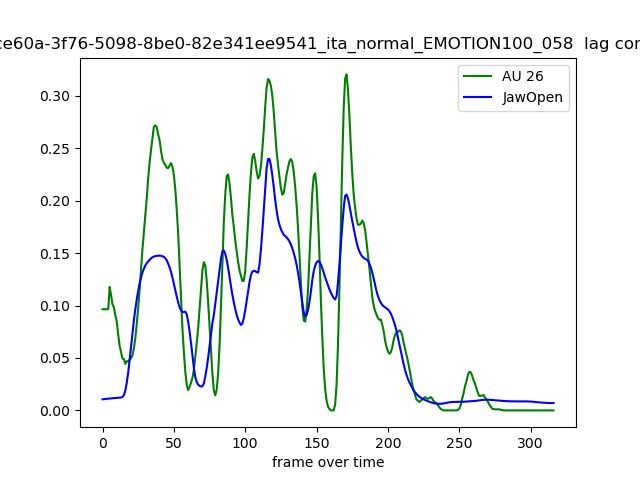 ce60a-3f76-5098-8be0-82e341ee9541_ita_normal_EMOTION100_058 lag cor
AU 26
JawOpen
0.30
0.25
0.20
0.15
0.10
0.05
0.00
0 50 100 150 200 250 300
frame over time